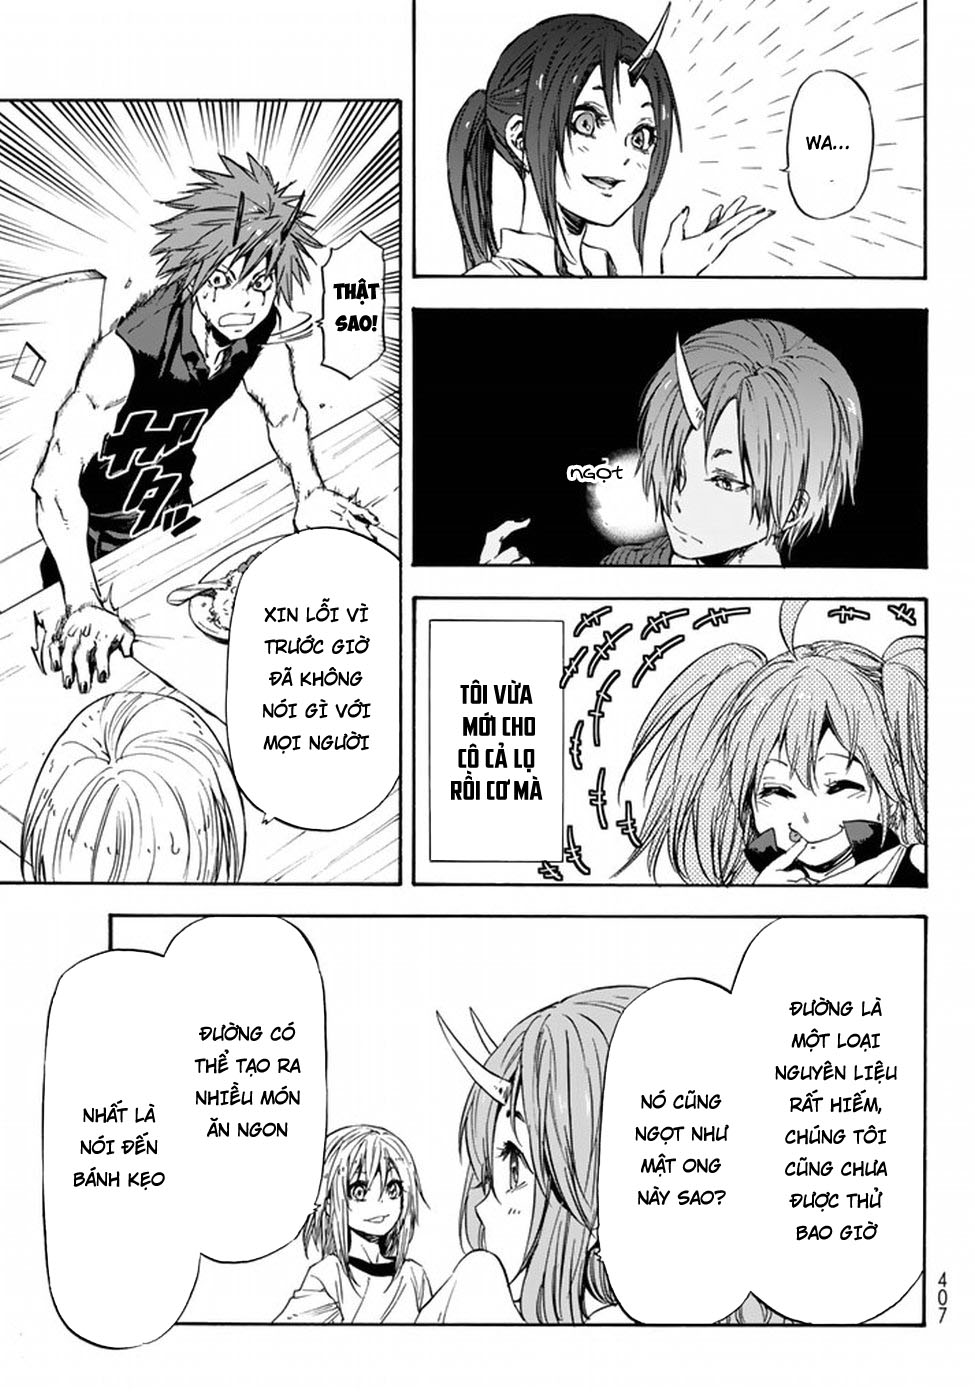 WA...
NGỌT
TÔI VỪA
MỚI CHO
CÔ CẢ LỌ
RỒI CƠ MÀ
THẬT
SAO!
ガタッ
XIN LỖI VÌ
TRƯỚC GIỜ
ĐÃ KHÔNG
NÓI GÌ VỚI
MỌI NGƯỜI
ĐƯỜNG LÀ
MỘT LOẠI
NGUYÊN LIỆU
RẤT HIẾM,
CHÚNG TÔI
CŨNG CHƯA
ĐƯỢC THỬ
BAO GIỜ
NÓ CŨNG
NGỌT NHƯ
MẬT ONG
NÀY SAO?
ĐƯỜNG CÓ
THỂ TẠO RA
NHIỀU MÓN
ĂN NGON
NHẤT LÀ
NÓI ĐẾN
BÁNH KẸO
407